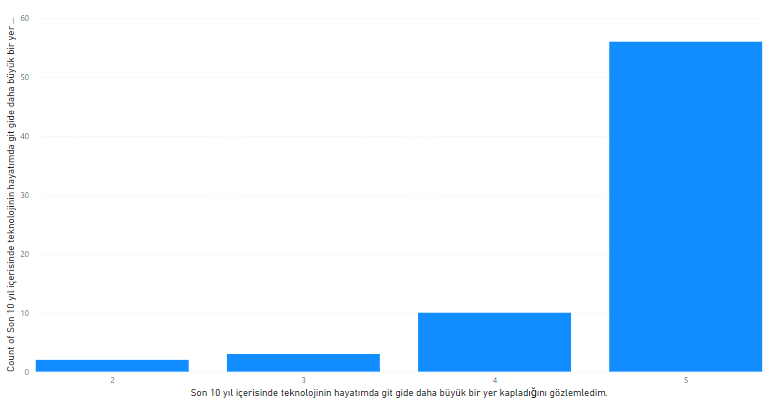 Count of Son 10 yıl içerisinde teknolojinin hayatımda git gide daha büyük bir yer ...
60
50
40
30
20
10
0
2 3 4 5
Son 10 yıl içerisinde teknolojinin hayatımda git gide daha büyük bir yer kapladığını gözlemledim.